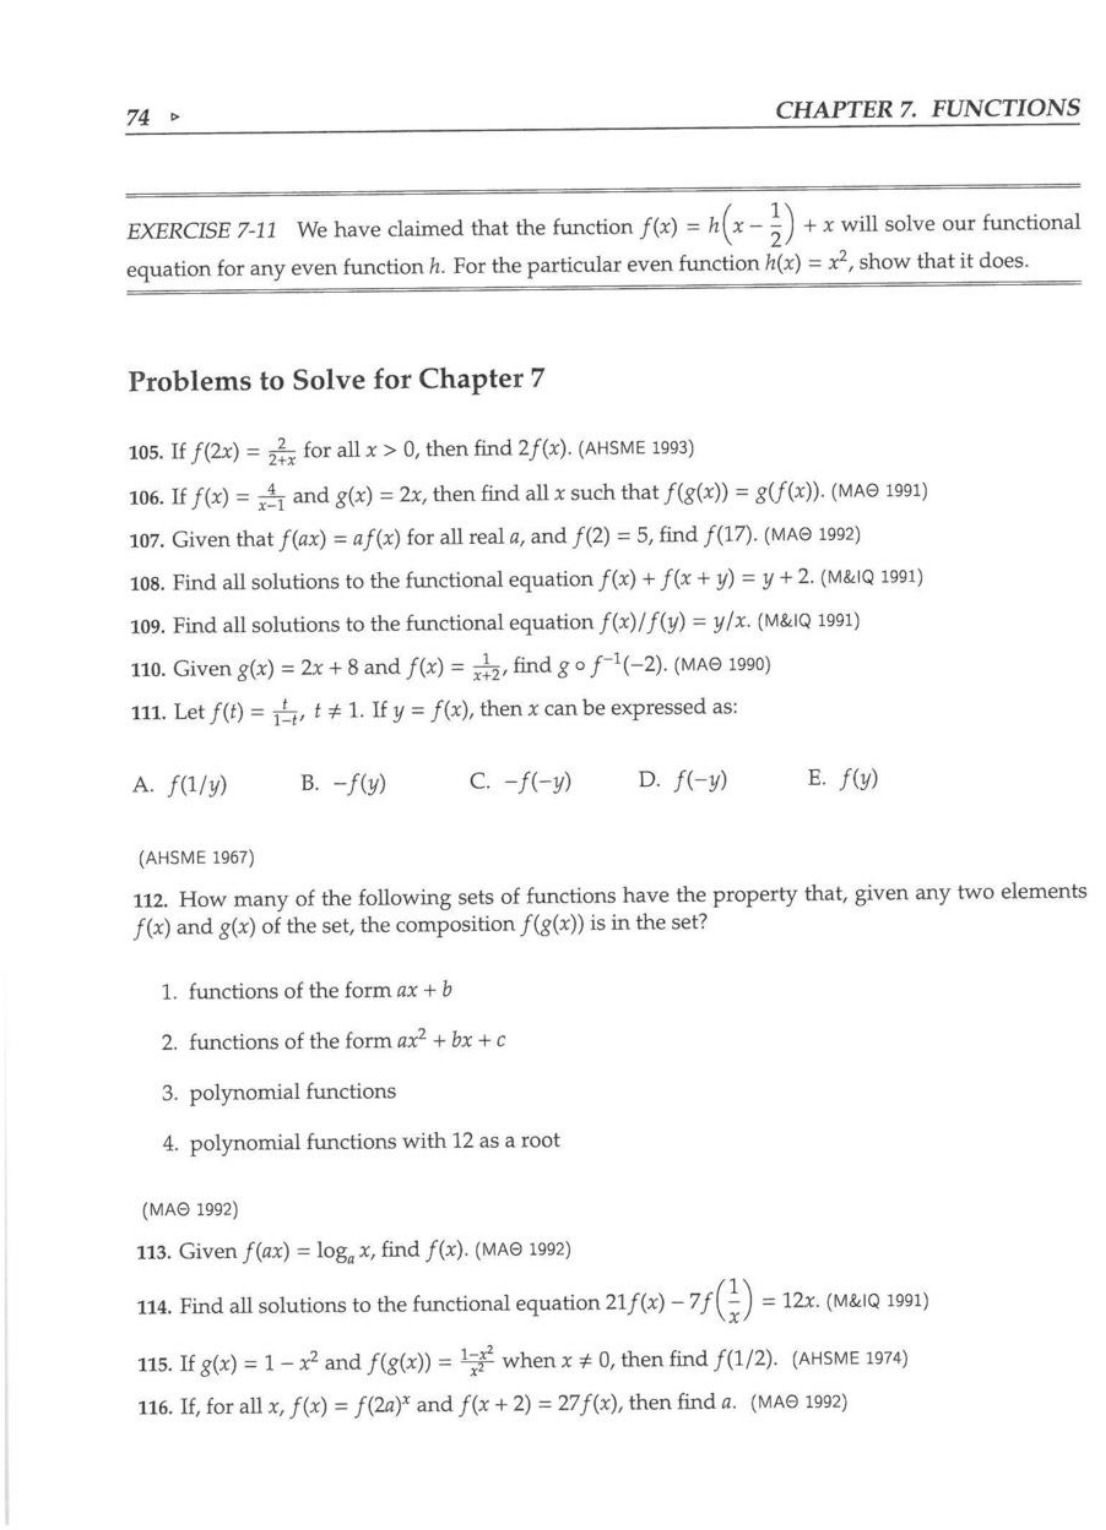 74 ▹ CHAPTER 7. FUNCTIONS
EXERCISE 7-11 We have claimed that the function f(x) = h(x − 1/2) + x will solve our functional
equation for any even function h. For the particular even function h(x) = x², show that it does.
Problems to Solve for Chapter 7
105. If f(2x) = 2/(2+x) for all x > 0, then find 2f(x). (AHSME 1993)
106. If f(x) = 4/(x−1) and g(x) = 2x, then find all x such that f(g(x)) = g(f(x)). (MAΘ 1991)
107. Given that f(ax) = af(x) for all real a, and f(2) = 5, find f(17). (MAΘ 1992)
108. Find all solutions to the functional equation f(x) + f(x + y) = y + 2. (M&IQ 1991)
109. Find all solutions to the functional equation f(x)/f(y) = y/x. (M&IQ 1991)
110. Given g(x) = 2x + 8 and f(x) = 1/(x+2), find g ∘ f⁻¹(−2). (MAΘ 1990)
111. Let f(t) = t/(1−t), t ≠ 1. If y = f(x), then x can be expressed as:
A. f(1/y) B. −f(y) C. −f(−y) D. f(−y) E. f(y)
(AHSME 1967)
112. How many of the following sets of functions have the property that, given any two elements
f(x) and g(x) of the set, the composition f(g(x)) is in the set?
1. functions of the form ax + b
2. functions of the form ax² + bx + c
3. polynomial functions
4. polynomial functions with 12 as a root
(MAΘ 1992)
113. Given f(ax) = logₐ x, find f(x). (MAΘ 1992)
114. Find all solutions to the functional equation 21f(x) − 7f(1/x) = 12x. (M&IQ 1991)
115. If g(x) = 1 − x² and f(g(x)) = (1−x²)/x² when x ≠ 0, then find f(1/2). (AHSME 1974)
116. If, for all x, f(x) = f(2a)ˣ and f(x + 2) = 27f(x), then find a. (MAΘ 1992)